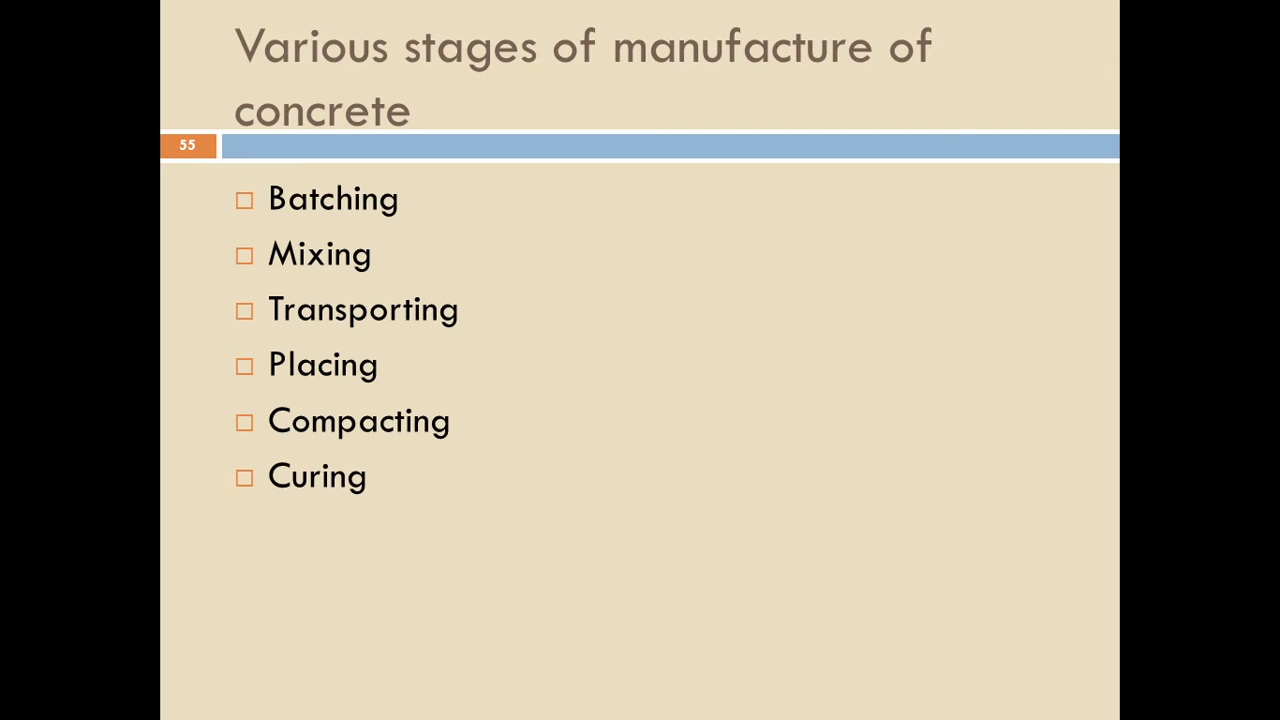 Various stages of manufacture of
concrete
55
Batching
Mixing
Transporting
Placing
Compacting
Curing